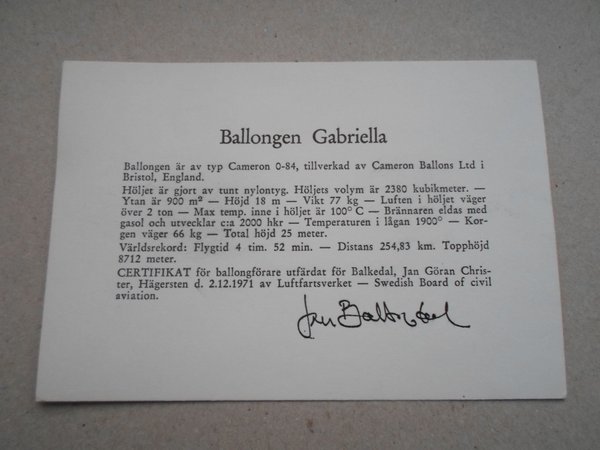 Ballongen Gabriella
Ballongen är av typ Cameron 0-84, tillverkad av Cameron Ballons Ltd i
Bristol, England.
Höljet är gjort av tunt nylontyg. Höljets volym är 2380 kubikmeter. —
Ytan är 900 m² — Höjd 18 m — Vikt 77 kg — Luften i höljet väger
över 2 ton — Max temp. inne i höljet är 100° C — Brännaren eldas med
gasol och utvecklar c:a 2000 hkr — Temperaturen i lågan 1900° — Kor-
gen väger 66 kg — Total höjd 25 meter.
Världsrekord: Flygtid 4 tim. 52 min. — Distans 254,83 km. Topphöjd
8712 meter.
CERTIFIKAT för ballongförare utfärdat för Balkedal, Jan Göran Chris-
ter, Hägersten d. 2.12.1971 av Luftfartsverket — Swedish Board of civil
aviation.
Jan Balkedal